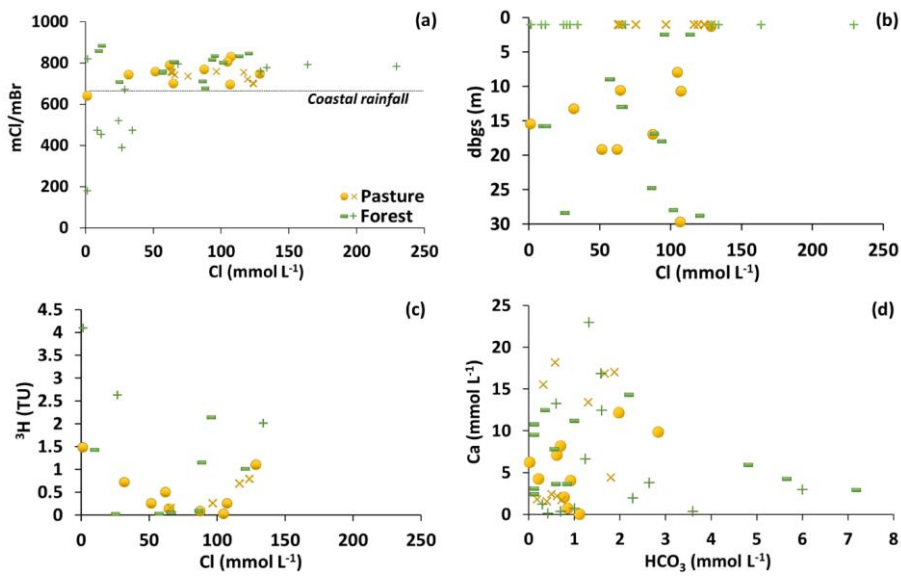 (a)
mCl/mBr
1000
800
600
400
200
0
Coastal rainfall
Pasture
Forest
0 50 100 150 200 250
Cl (mmol L⁻¹)
(b)
dbgs (m)
0
5
10
15
20
25
30
0 50 100 150 200 250
Cl (mmol L⁻¹)
(c)
³H (TU)
4.5
4
3.5
3
2.5
2
1.5
1
0.5
0
0 50 100 150 200 250
Cl (mmol L⁻¹)
(d)
Ca (mmol L⁻¹)
25
20
15
10
5
0
0 1 2 3 4 5 6 7 8
HCO₃ (mmol L⁻¹)